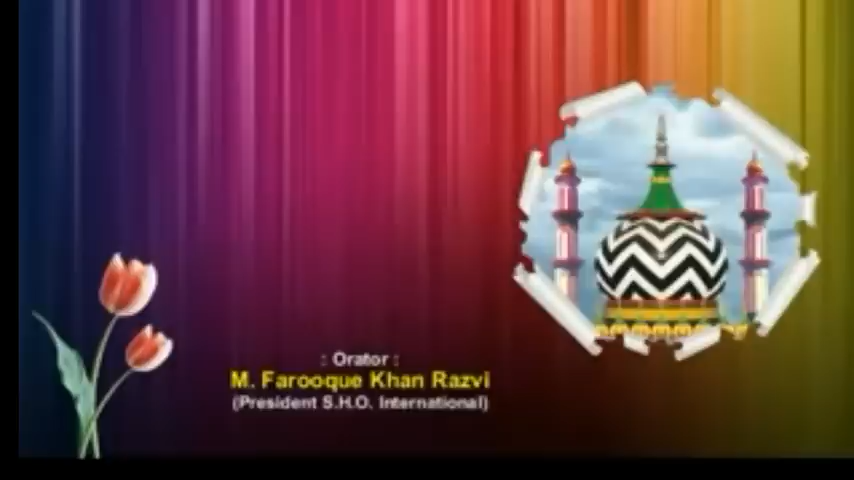 : Orator :
M. Farooque Khan Razvi
(President S.H.O. International)